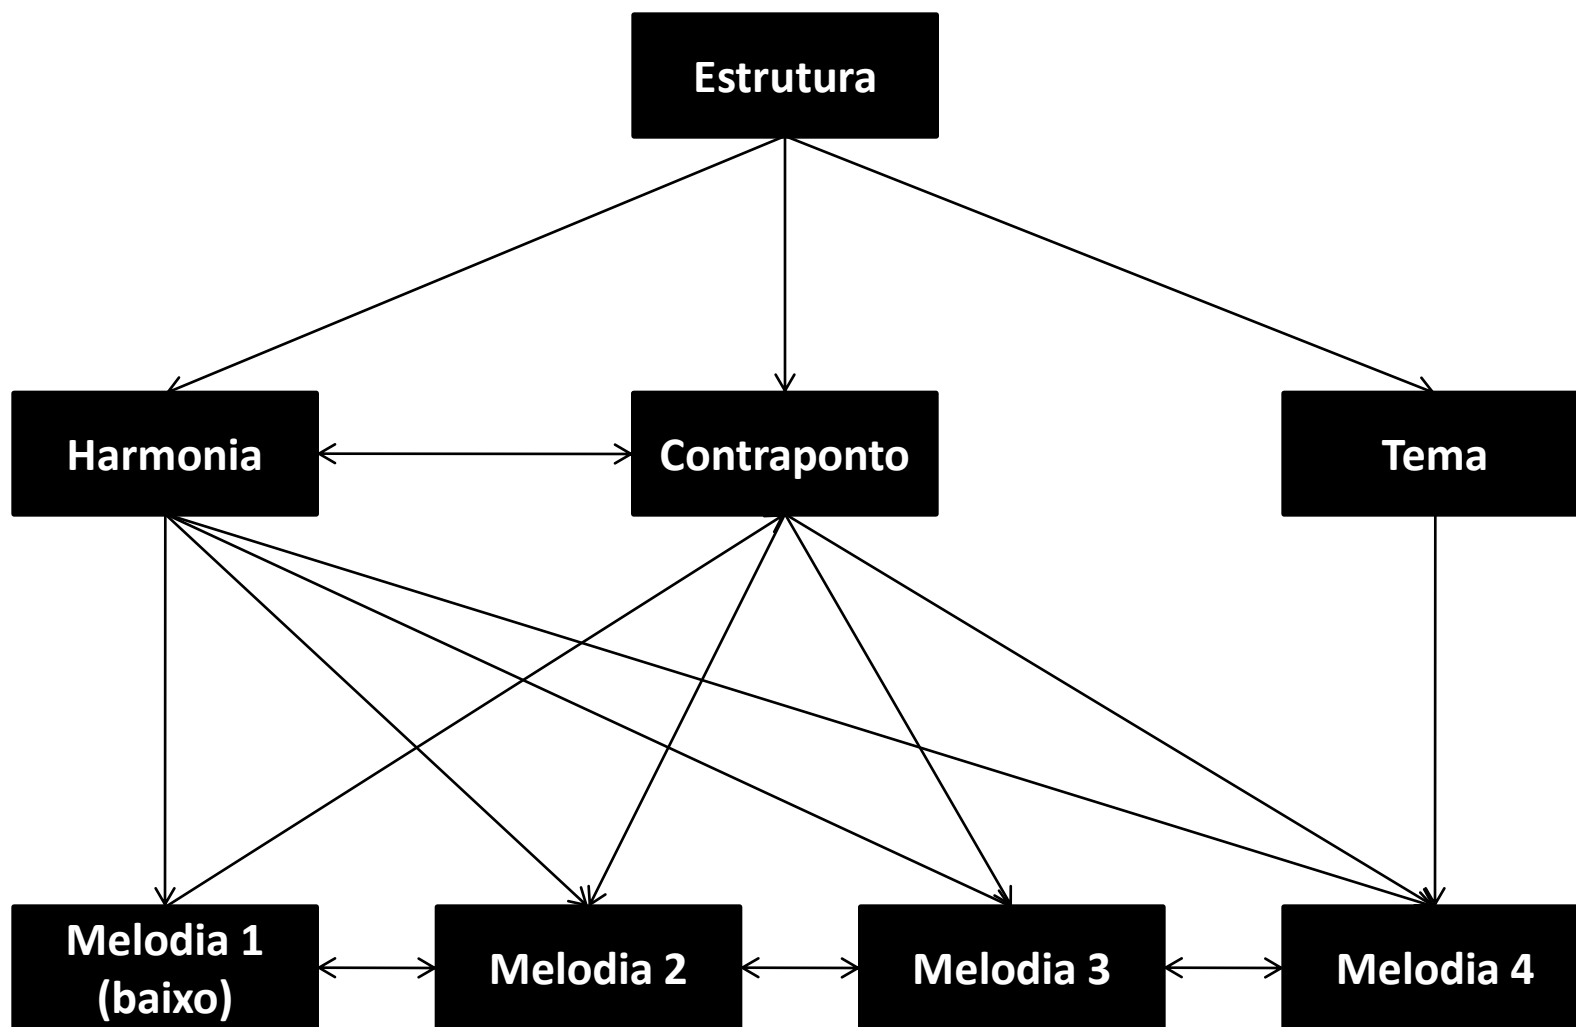 Estrutura
Harmonia
Contraponto
Tema
Melodia 1
(baixo)
Melodia 2
Melodia 3
Melodia 4